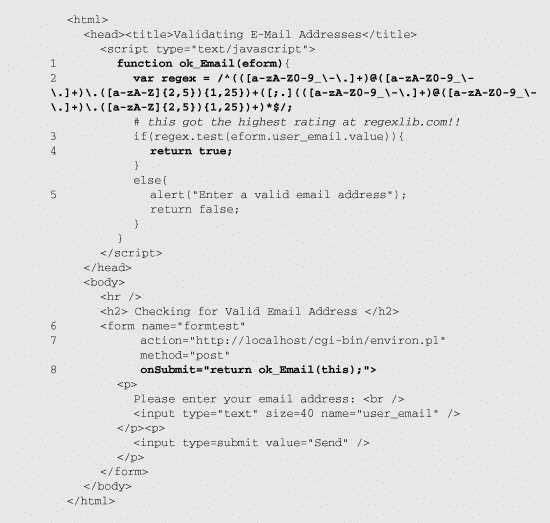 <html>
<head><title>Validating E-Mail Addresses</title>
<script type="text/javascript">
1 function ok_Email(eform){
2 var regex = /^(([a-zA-Z0-9_\-\.]+)@([a-zA-Z0-9_\-
\.]+)\.([a-zA-Z]{2,5}){1,25})+([;.](([a-zA-Z0-9_\-\.]+)@([a-zA-Z0-9_\-
\.]+)\.([a-zA-Z]{2,5}){1,25})+)*$/;
# this got the highest rating at regexlib.com!!
3 if(regex.test(eform.user_email.value)){
4 return true;
}
else{
5 alert("Enter a valid email address");
return false;
}
}
</script>
</head>
<body>
<hr />
<h2> Checking for Valid Email Address </h2>
6 <form name="formtest"
7 action="http://localhost/cgi-bin/environ.pl"
method="post"
8 onSubmit="return ok_Email(this);">
<p>
Please enter your email address: <br />
<input type="text" size=40 name="user_email" />
</p><p>
<input type=submit value="Send" />
</p>
</form>
</body>
</html>